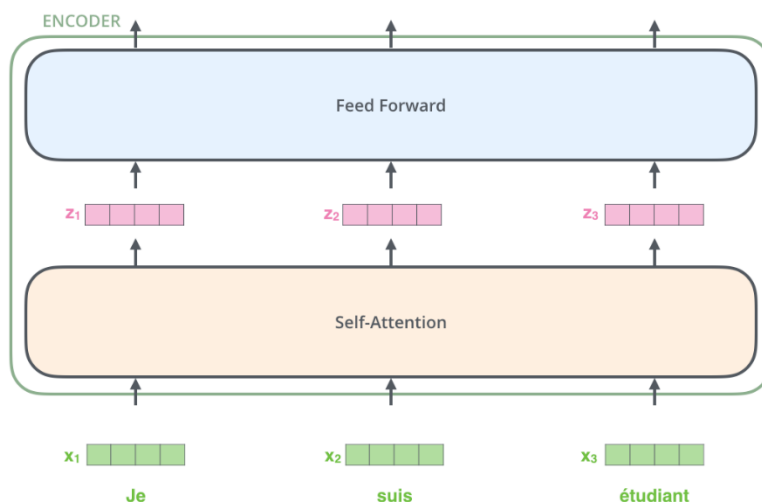 ENCODER
Feed Forward
z₁ z₂ z₃
Self-Attention
x₁ x₂ x₃
Je suis étudiant